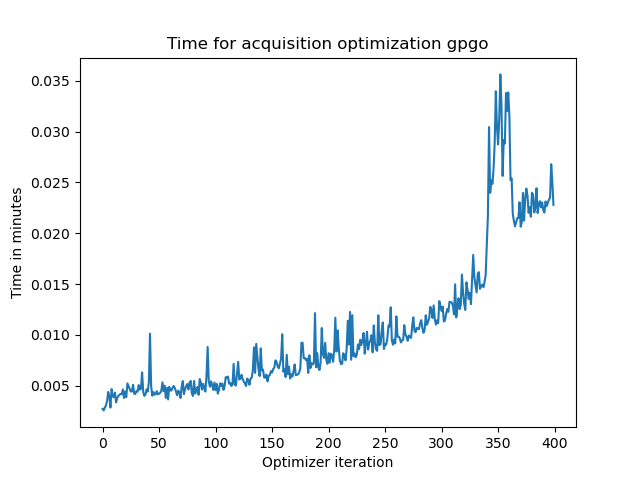 Time for acquisition optimization gpgo
0.035
0.030
0.025
0.020
0.015
0.010
0.005
Time in minutes
0 50 100 150 200 250 300 350 400
Optimizer iteration